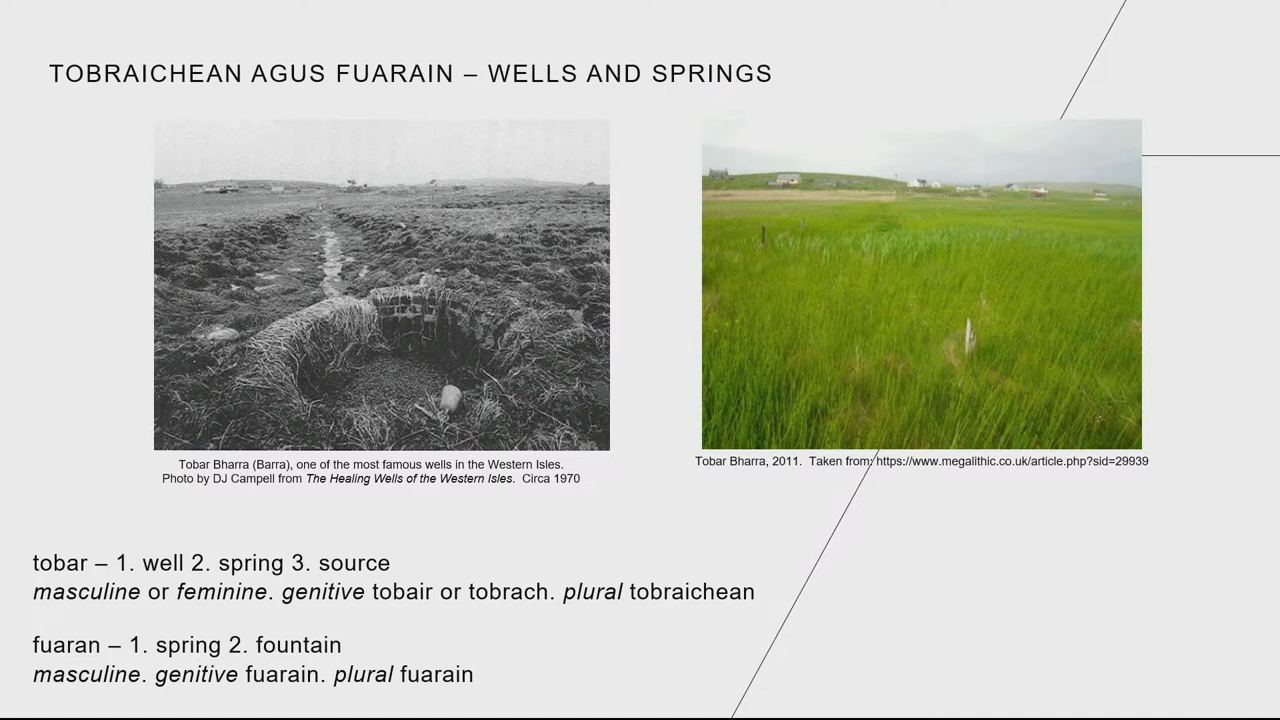 TOBRAICHEAN AGUS FUARAIN – WELLS AND SPRINGS
Tobar Bharra (Barra), one of the most famous wells in the Western Isles.
Photo by DJ Campell from The Healing Wells of the Western Isles.  Circa 1970
Tobar Bharra, 2011.  Taken from: https://www.megalithic.co.uk/article.php?sid=29939
tobar – 1. well 2. spring 3. source
masculine or feminine. genitive tobair or tobrach. plural tobraichean
fuaran – 1. spring 2. fountain
masculine. genitive fuarain. plural fuarain